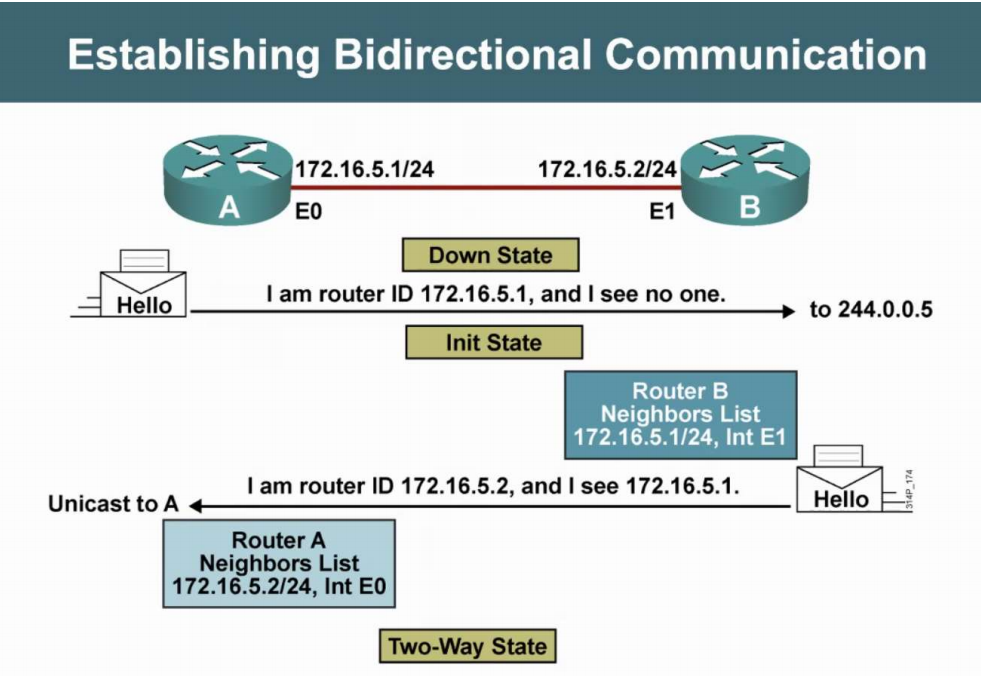 Establishing Bidirectional Communication
172.16.5.1/24
172.16.5.2/24
A
E0
E1
B
Down State
Hello
I am router ID 172.16.5.1, and I see no one.
to 244.0.0.5
Init State
Router B
Neighbors List
172.16.5.1/24, Int E1
I am router ID 172.16.5.2, and I see 172.16.5.1.
Hello
314P_174
Unicast to A
Router A
Neighbors List
172.16.5.2/24, Int E0
Two-Way State